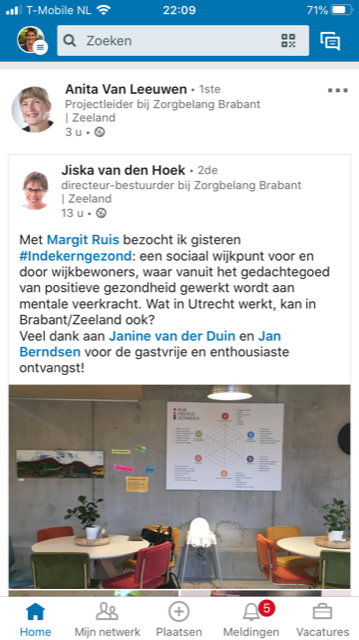 T-Mobile NL 22:09 71%
Zoeken
Anita Van Leeuwen • 1ste
Projectleider bij Zorgbelang Brabant
| Zeeland
3 u •
Jiska van den Hoek • 2de
directeur-bestuurder bij Zorgbelang Brabant
| Zeeland
13 u •
Met Margit Ruis bezocht ik gisteren
#Indekerngezond: een sociaal wijkpunt voor en
door wijkbewoners, waar vanuit het gedachtegoed
van positieve gezondheid gewerkt wordt aan
mentale veerkracht. Wat in Utrecht werkt, kan in
Brabant/Zeeland ook?
Veel dank aan Janine van der Duin en Jan
Berndsen voor de gastvrije en enthousiaste
ontvangst!
5
Home Mijn netwerk Plaatsen Meldingen Vacatures